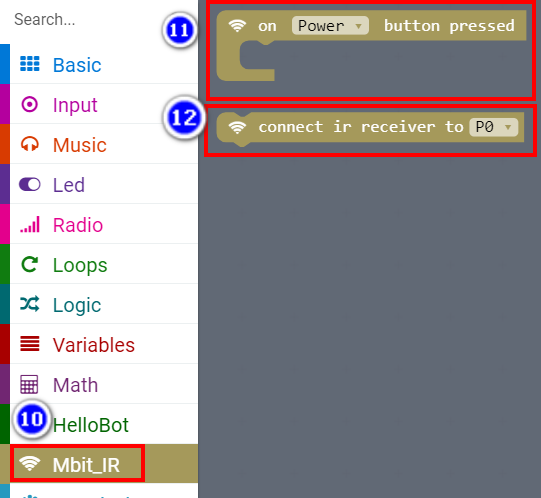 Search...
Basic
Input
Music
Led
Radio
Loops
Logic
Variables
Math
10 HelloBot
Mbit_IR
11 on Power button pressed
12 connect ir receiver to P0